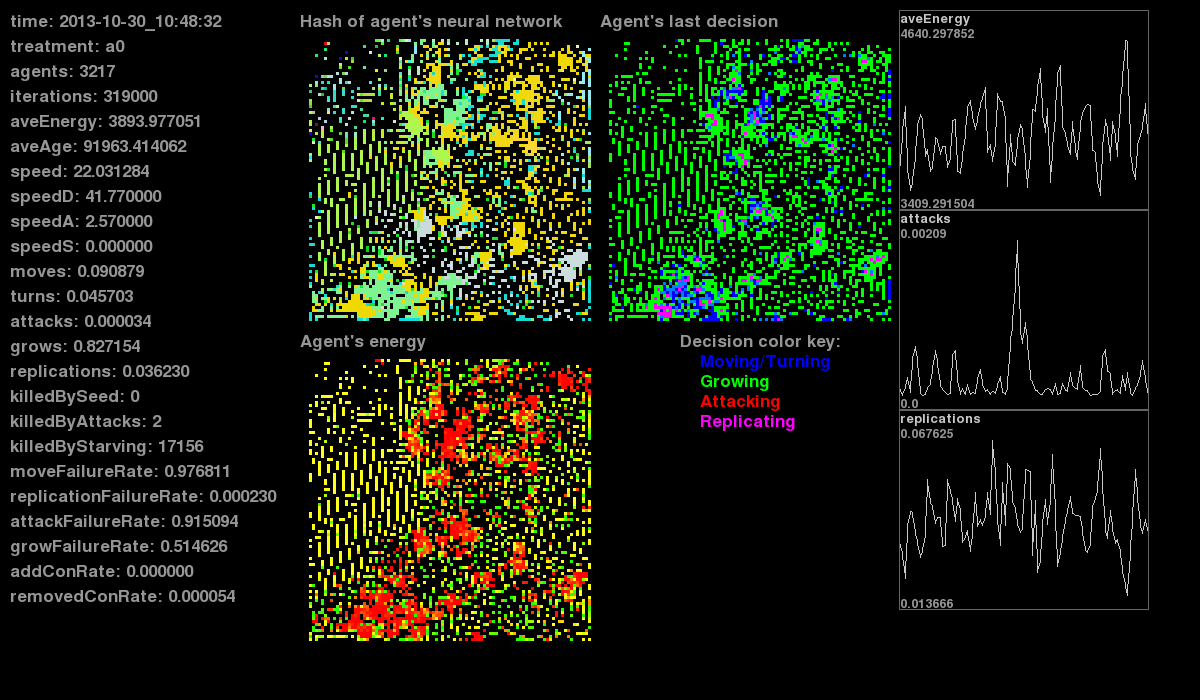 time: 2013-10-30_10:48:32
treatment: a0
agents: 3217
iterations: 319000
aveEnergy: 3893.977051
aveAge: 91963.414062
speed: 22.031284
speedD: 41.770000
speedA: 2.570000
speedS: 0.000000
moves: 0.090879
turns: 0.045703
attacks: 0.000034
grows: 0.827154
replications: 0.036230
killedBySeed: 0
killedByAttacks: 2
killedByStarving: 17156
moveFailureRate: 0.976811
replicationFailureRate: 0.000230
attackFailureRate: 0.915094
growFailureRate: 0.514626
addConRate: 0.000000
removedConRate: 0.000054
Hash of agent's neural network
Agent's last decision
Agent's energy
Decision color key:
Moving/Turning
Growing
Attacking
Replicating
aveEnergy
4640.297852
3409.291504
attacks
0.00209
0.0
replications
0.067625
0.013666